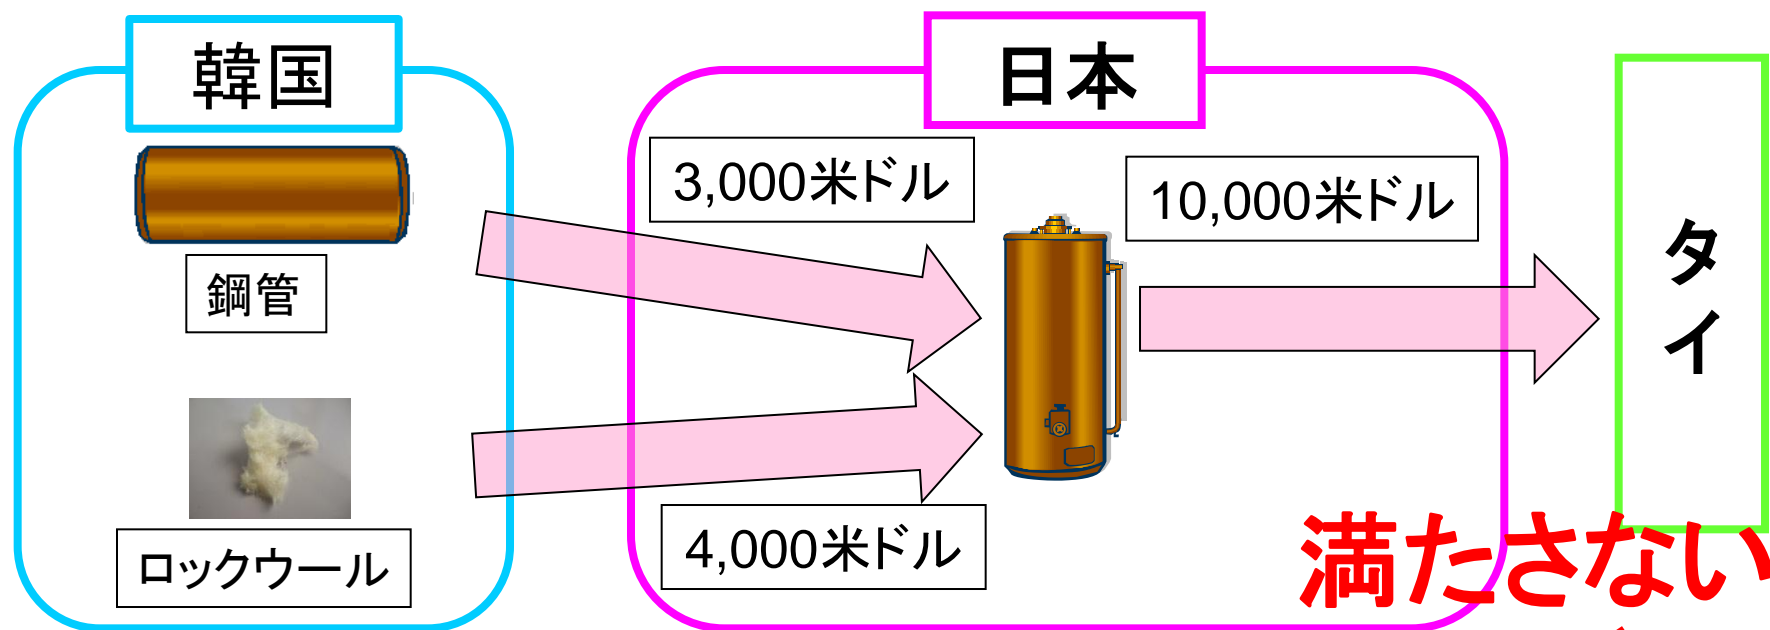 韓国
鋼管
ロックウール
日本
3,000米ドル
4,000米ドル
10,000米ドル
タイ
満たさない